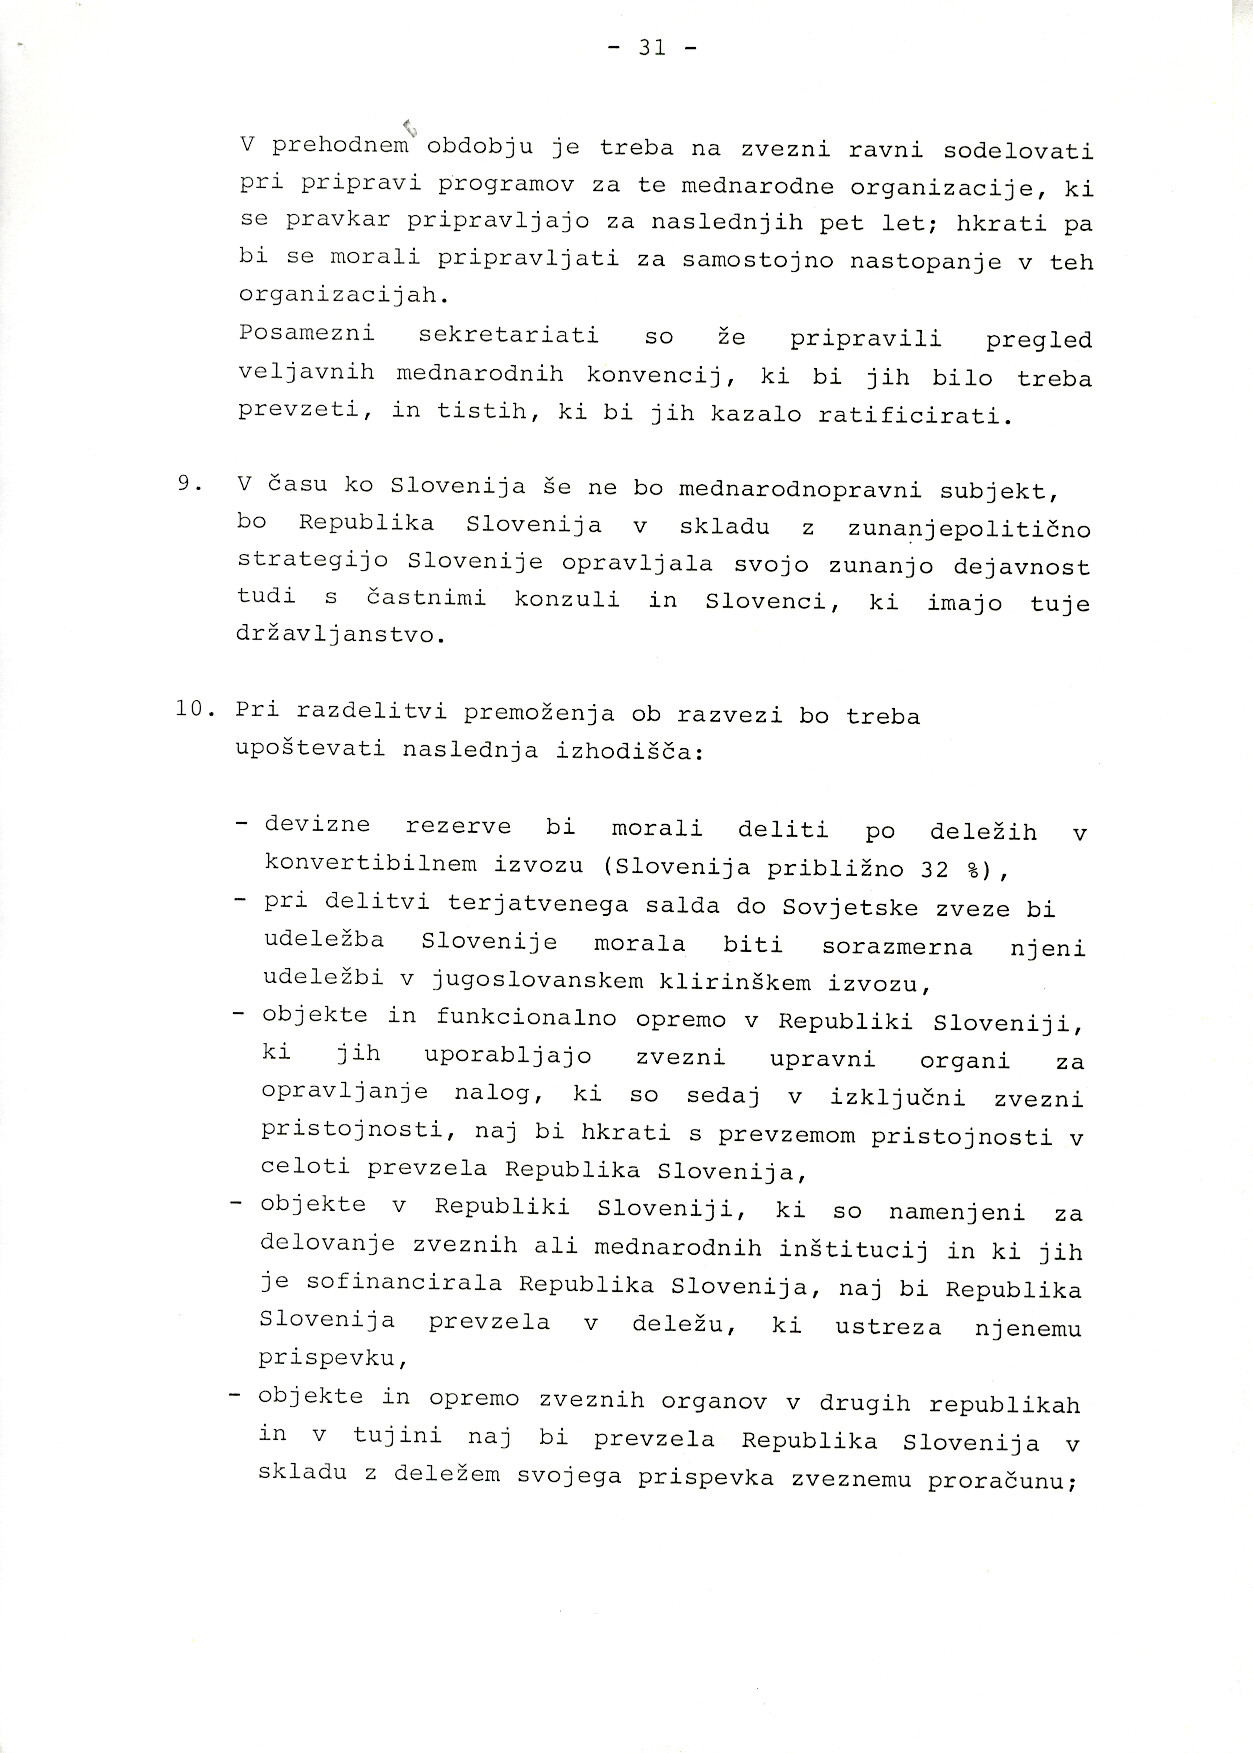 - 31 -
V prehodnem obdobju je treba na zvezni ravni sodelovati
pri pripravi programov za te mednarodne organizacije, ki
se pravkar pripravljajo za naslednjih pet let; hkrati pa
bi se morali pripravljati za samostojno nastopanje v teh
organizacijah.
Posamezni sekretariati so že pripravili pregled
veljavnih mednarodnih konvencij, ki bi jih bilo treba
prevzeti, in tistih, ki bi jih kazalo ratificirati.
9. V času ko Slovenija še ne bo mednarodnopravni subjekt,
bo Republika Slovenija v skladu z zunanjepolitično
strategijo Slovenije opravljala svojo zunanjo dejavnost
tudi s častnimi konzuli in Slovenci, ki imajo tuje
državljanstvo.
10. Pri razdelitvi premoženja ob razvezi bo treba
upoštevati naslednja izhodišča:
- devizne rezerve bi morali deliti po deležih v
konvertibilnem izvozu (Slovenija približno 32 %),
- pri delitvi terjatvenega salda do Sovjetske zveze bi
udeležba Slovenije morala biti sorazmerna njeni
udeležbi v jugoslovanskem klirinškem izvozu,
- objekte in funkcionalno opremo v Republiki Sloveniji,
ki jih uporabljajo zvezni upravni organi za
opravljanje nalog, ki so sedaj v izključni zvezni
pristojnosti, naj bi hkrati s prevzemom pristojnosti v
celoti prevzela Republika Slovenija,
- objekte v Republiki Sloveniji, ki so namenjeni za
delovanje zveznih ali mednarodnih inštitucij in ki jih
je sofinancirala Republika Slovenija, naj bi Republika
Slovenija prevzela v deležu, ki ustreza njenemu
prispevku,
- objekte in opremo zveznih organov v drugih republikah
in v tujini naj bi prevzela Republika Slovenija v
skladu z deležem svojega prispevka zveznemu proračunu;